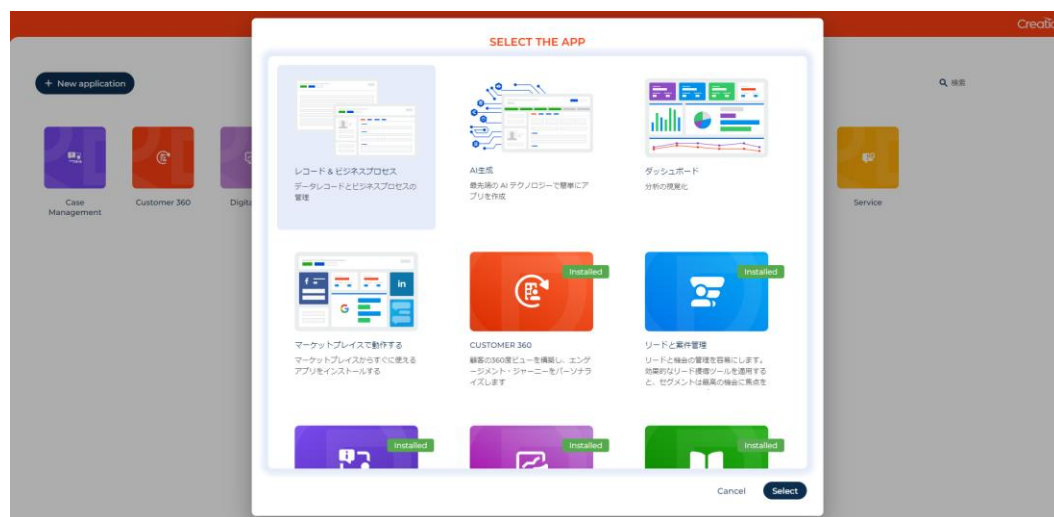 Creatio
SELECT THE APP
+ New application
検索
レコード & ビジネスプロセス
データレコードとビジネスプロセスの
管理
AI生成
最先端の AI テクノロジーで簡単にア
プリを作成
ダッシュボード
分析の視覚化
Case
Management
Customer 360
Service
in
Installed
Installed
マーケットプレイスで動作する
マーケットプレイスからすぐに使える
アプリをインストールする
CUSTOMER 360
顧客の360度ビューを構築し、エンゲ
ージメント・ジャーニーをパーソナラ
イズします
リードと案件管理
リードと機会の管理を容易にします。
効果的なリード獲得ツールを適用する
と、セグメントは最高の機会に焦点を
Installed
Installed
Installed
Cancel
Select